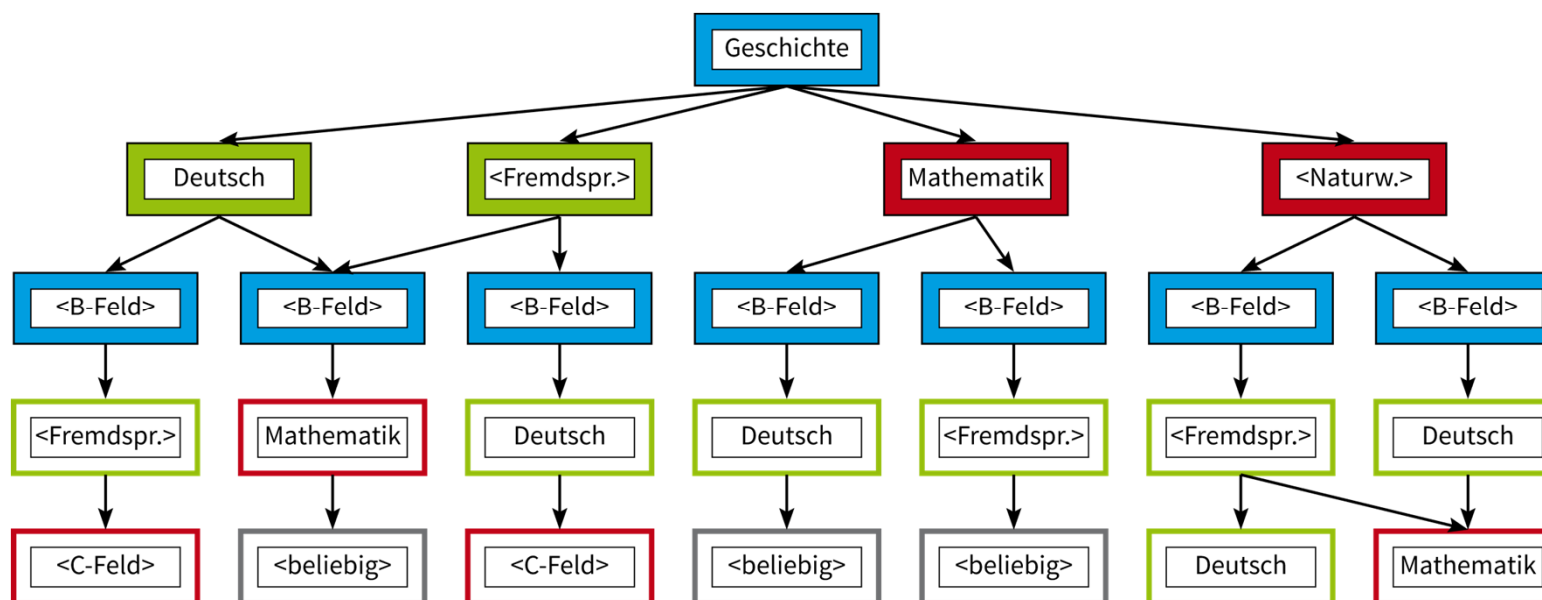 Geschichte
Deutsch
<Fremdspr.>
Mathematik
<Naturw.>
<B-Feld>
<B-Feld>
<B-Feld>
<B-Feld>
<B-Feld>
<B-Feld>
<B-Feld>
<Fremdspr.>
Mathematik
Deutsch
Deutsch
<Fremdspr.>
<Fremdspr.>
Deutsch
<C-Feld>
<beliebig>
<C-Feld>
<beliebig>
<beliebig>
Deutsch
Mathematik